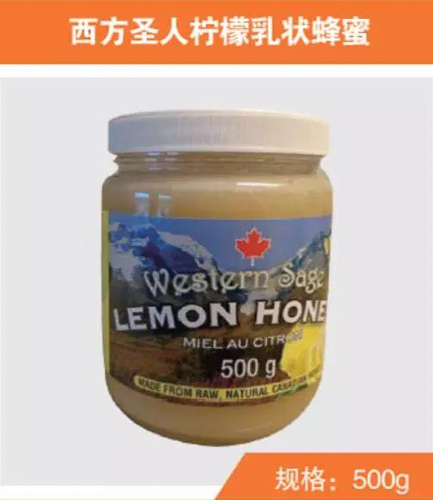 西方圣人柠檬乳状蜂蜜
Western Sage
LEMON HONE
MIEL AU CITRON
500 g
MADE FROM RAW, NATURAL CANADIAN
规格：500g